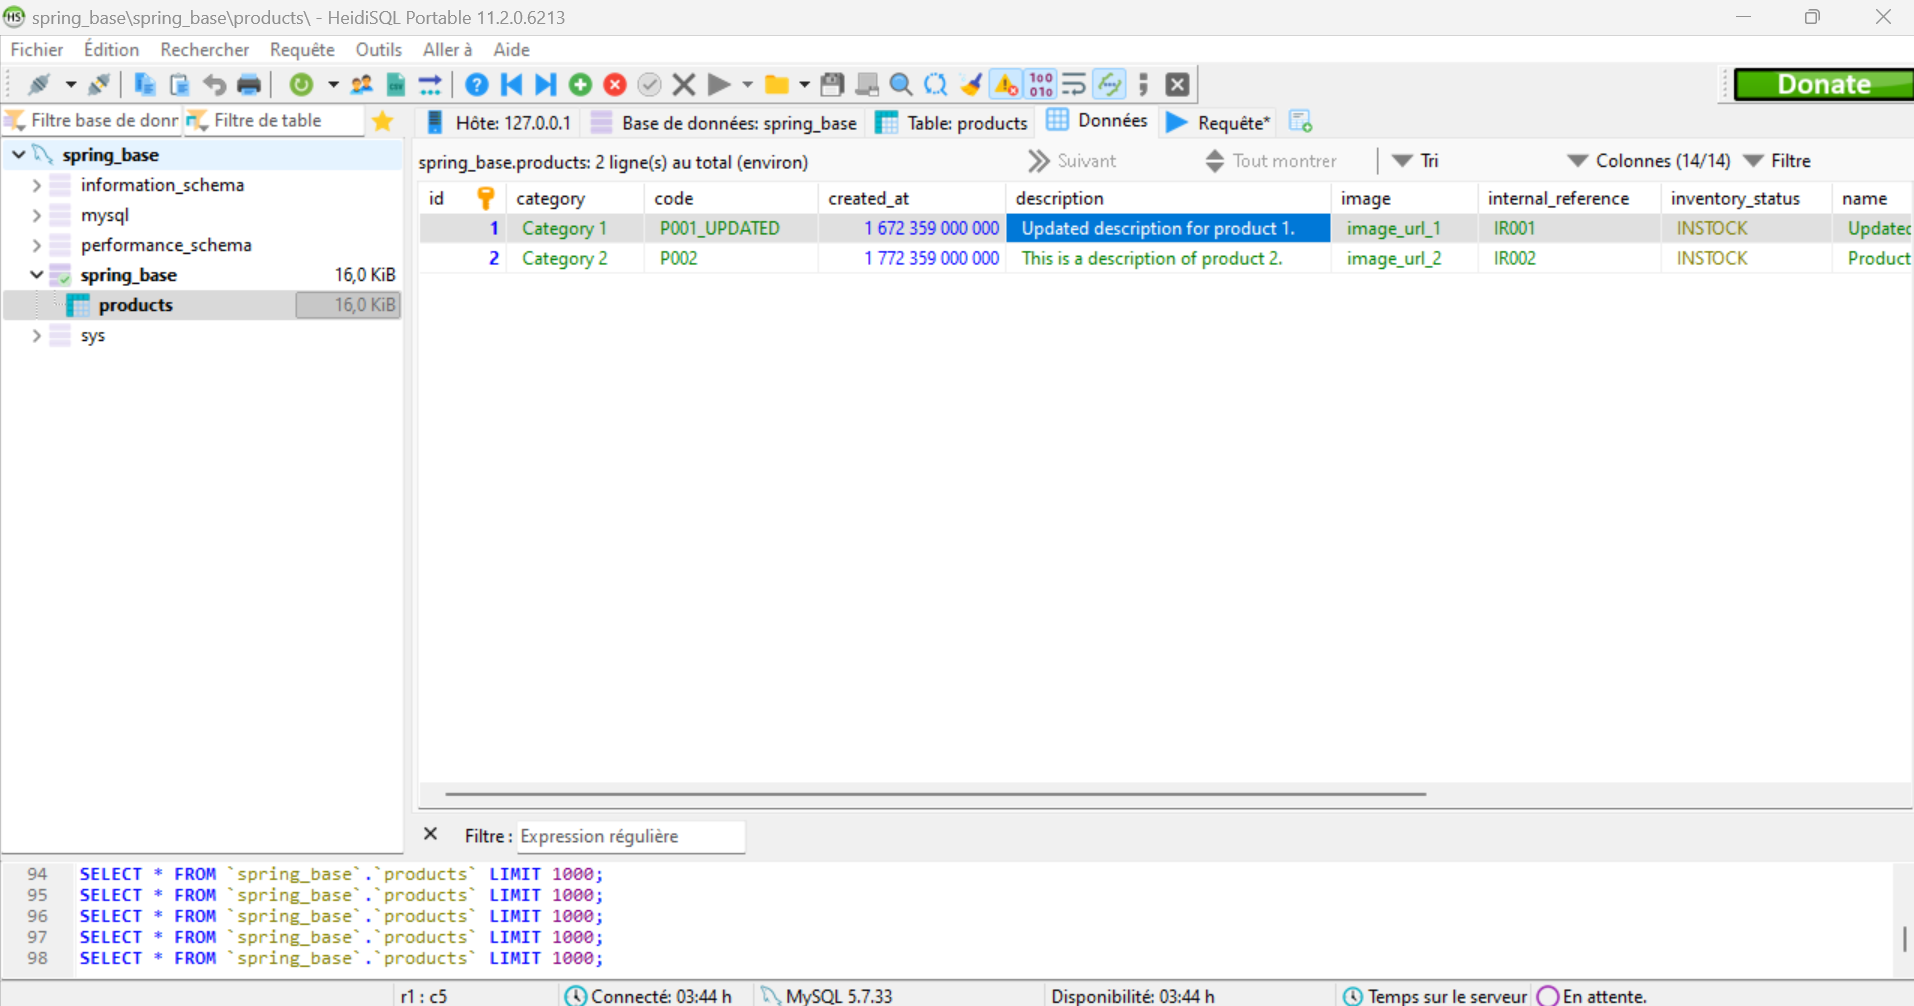 spring_base\spring_base\products\ - HeidiSQL Portable 11.2.0.6213
Fichier Édition Rechercher Requête Outils Aller à Aide
Donate
Filtre base de donr Filtre de table
Hôte: 127.0.0.1 Base de données: spring_base Table: products Données Requête*
spring_base
information_schema
mysql
performance_schema
spring_base 16,0 KiB
products 16,0 KiB
sys
spring_base.products: 2 ligne(s) au total (environ) Suivant Tout montrer Tri Colonnes (14/14) Filtre
id category code created_at description image internal_reference inventory_status name
1 Category 1 P001_UPDATED 1 672 359 000 000 Updated description for product 1. image_url_1 IR001 INSTOCK Updatec
2 Category 2 P002 1 772 359 000 000 This is a description of product 2. image_url_2 IR002 INSTOCK Product
Filtre : Expression régulière
94 SELECT * FROM `spring_base`.`products` LIMIT 1000;
95 SELECT * FROM `spring_base`.`products` LIMIT 1000;
96 SELECT * FROM `spring_base`.`products` LIMIT 1000;
97 SELECT * FROM `spring_base`.`products` LIMIT 1000;
98 SELECT * FROM `spring_base`.`products` LIMIT 1000;
r1 : c5 Connecté: 03:44 h MySQL 5.7.33 Disponibilité: 03:44 h Temps sur le serveur En attente.